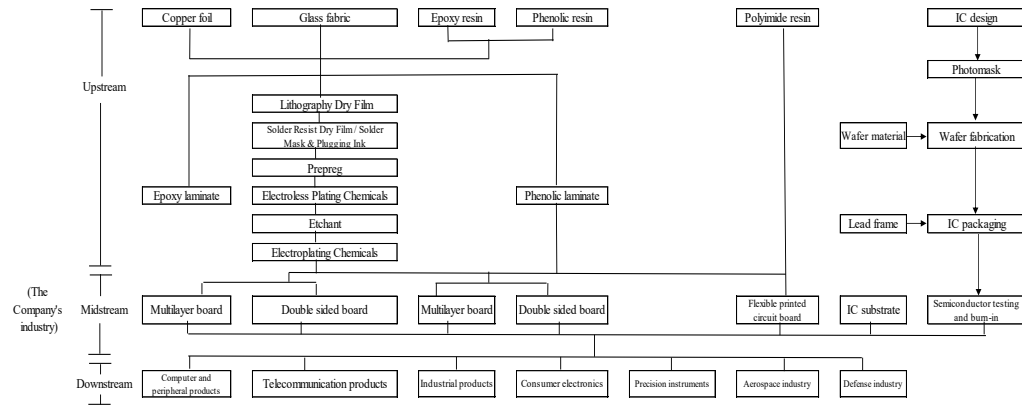 Copper foil
Glass fabric
Epoxy resin
Phenolic resin
Polyimide resin
IC design
Photomask
Upstream
Lithography Dry Film
Solder Resist Dry Film / Solder
Mask & Plugging Ink
Wafer material
Wafer fabrication
Prepreg
Epoxy laminate
Electroless Plating Chemicals
Phenolic laminate
Etchant
Lead frame
IC packaging
Electroplating Chemicals
(The
Company's
industry)
Midstream
Multilayer board
Double sided board
Multilayer board
Double sided board
Flexible printed
circuit board
IC substrate
Semiconductor testing
and burn-in
Downstream
Computer and
peripheral products
Telecommunication products
Industrial products
Consumer electronics
Precision instruments
Aerospace industry
Defense industry